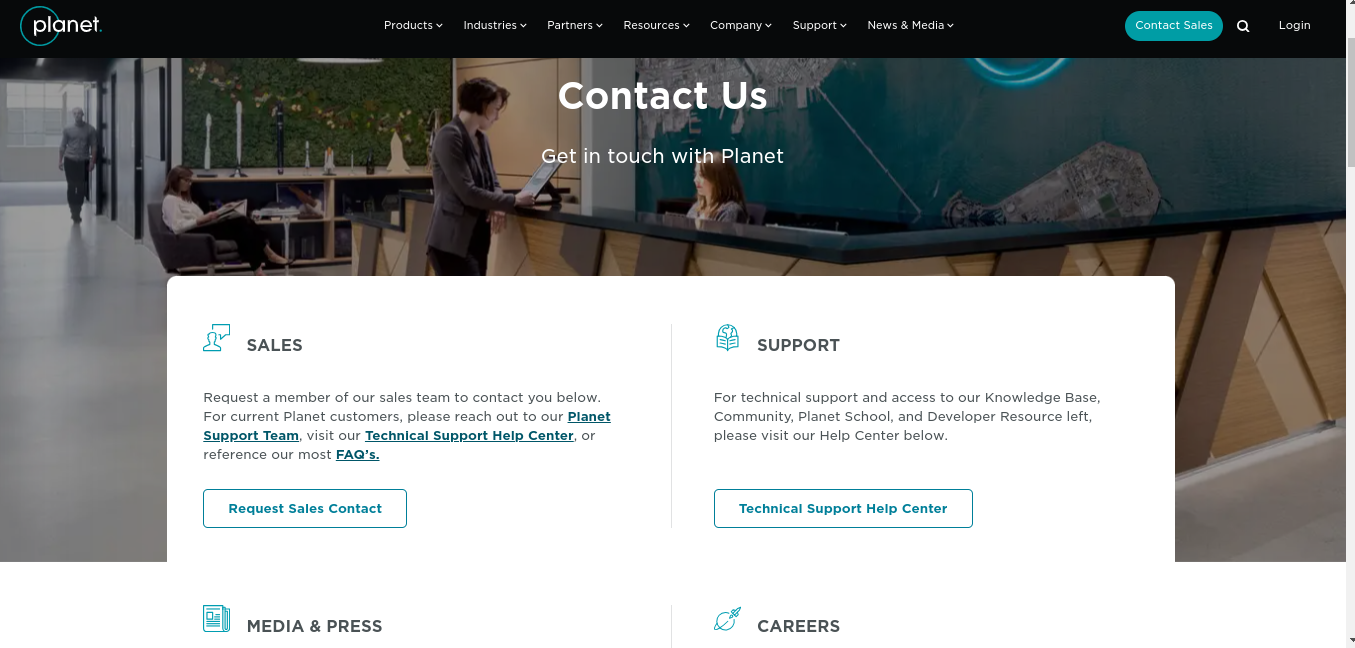 planet.
Products
Industries
Partners
Resources
Company
Support
News & Media
Contact Sales
Login
Contact Us
Get in touch with Planet
SALES
Request a member of our sales team to contact you below.
For current Planet customers, please reach out to our Planet
Support Team, visit our Technical Support Help Center, or
reference our most FAQ's.
Request Sales Contact
SUPPORT
For technical support and access to our Knowledge Base,
Community, Planet School, and Developer Resource left,
please visit our Help Center below.
Technical Support Help Center
MEDIA & PRESS
CAREERS